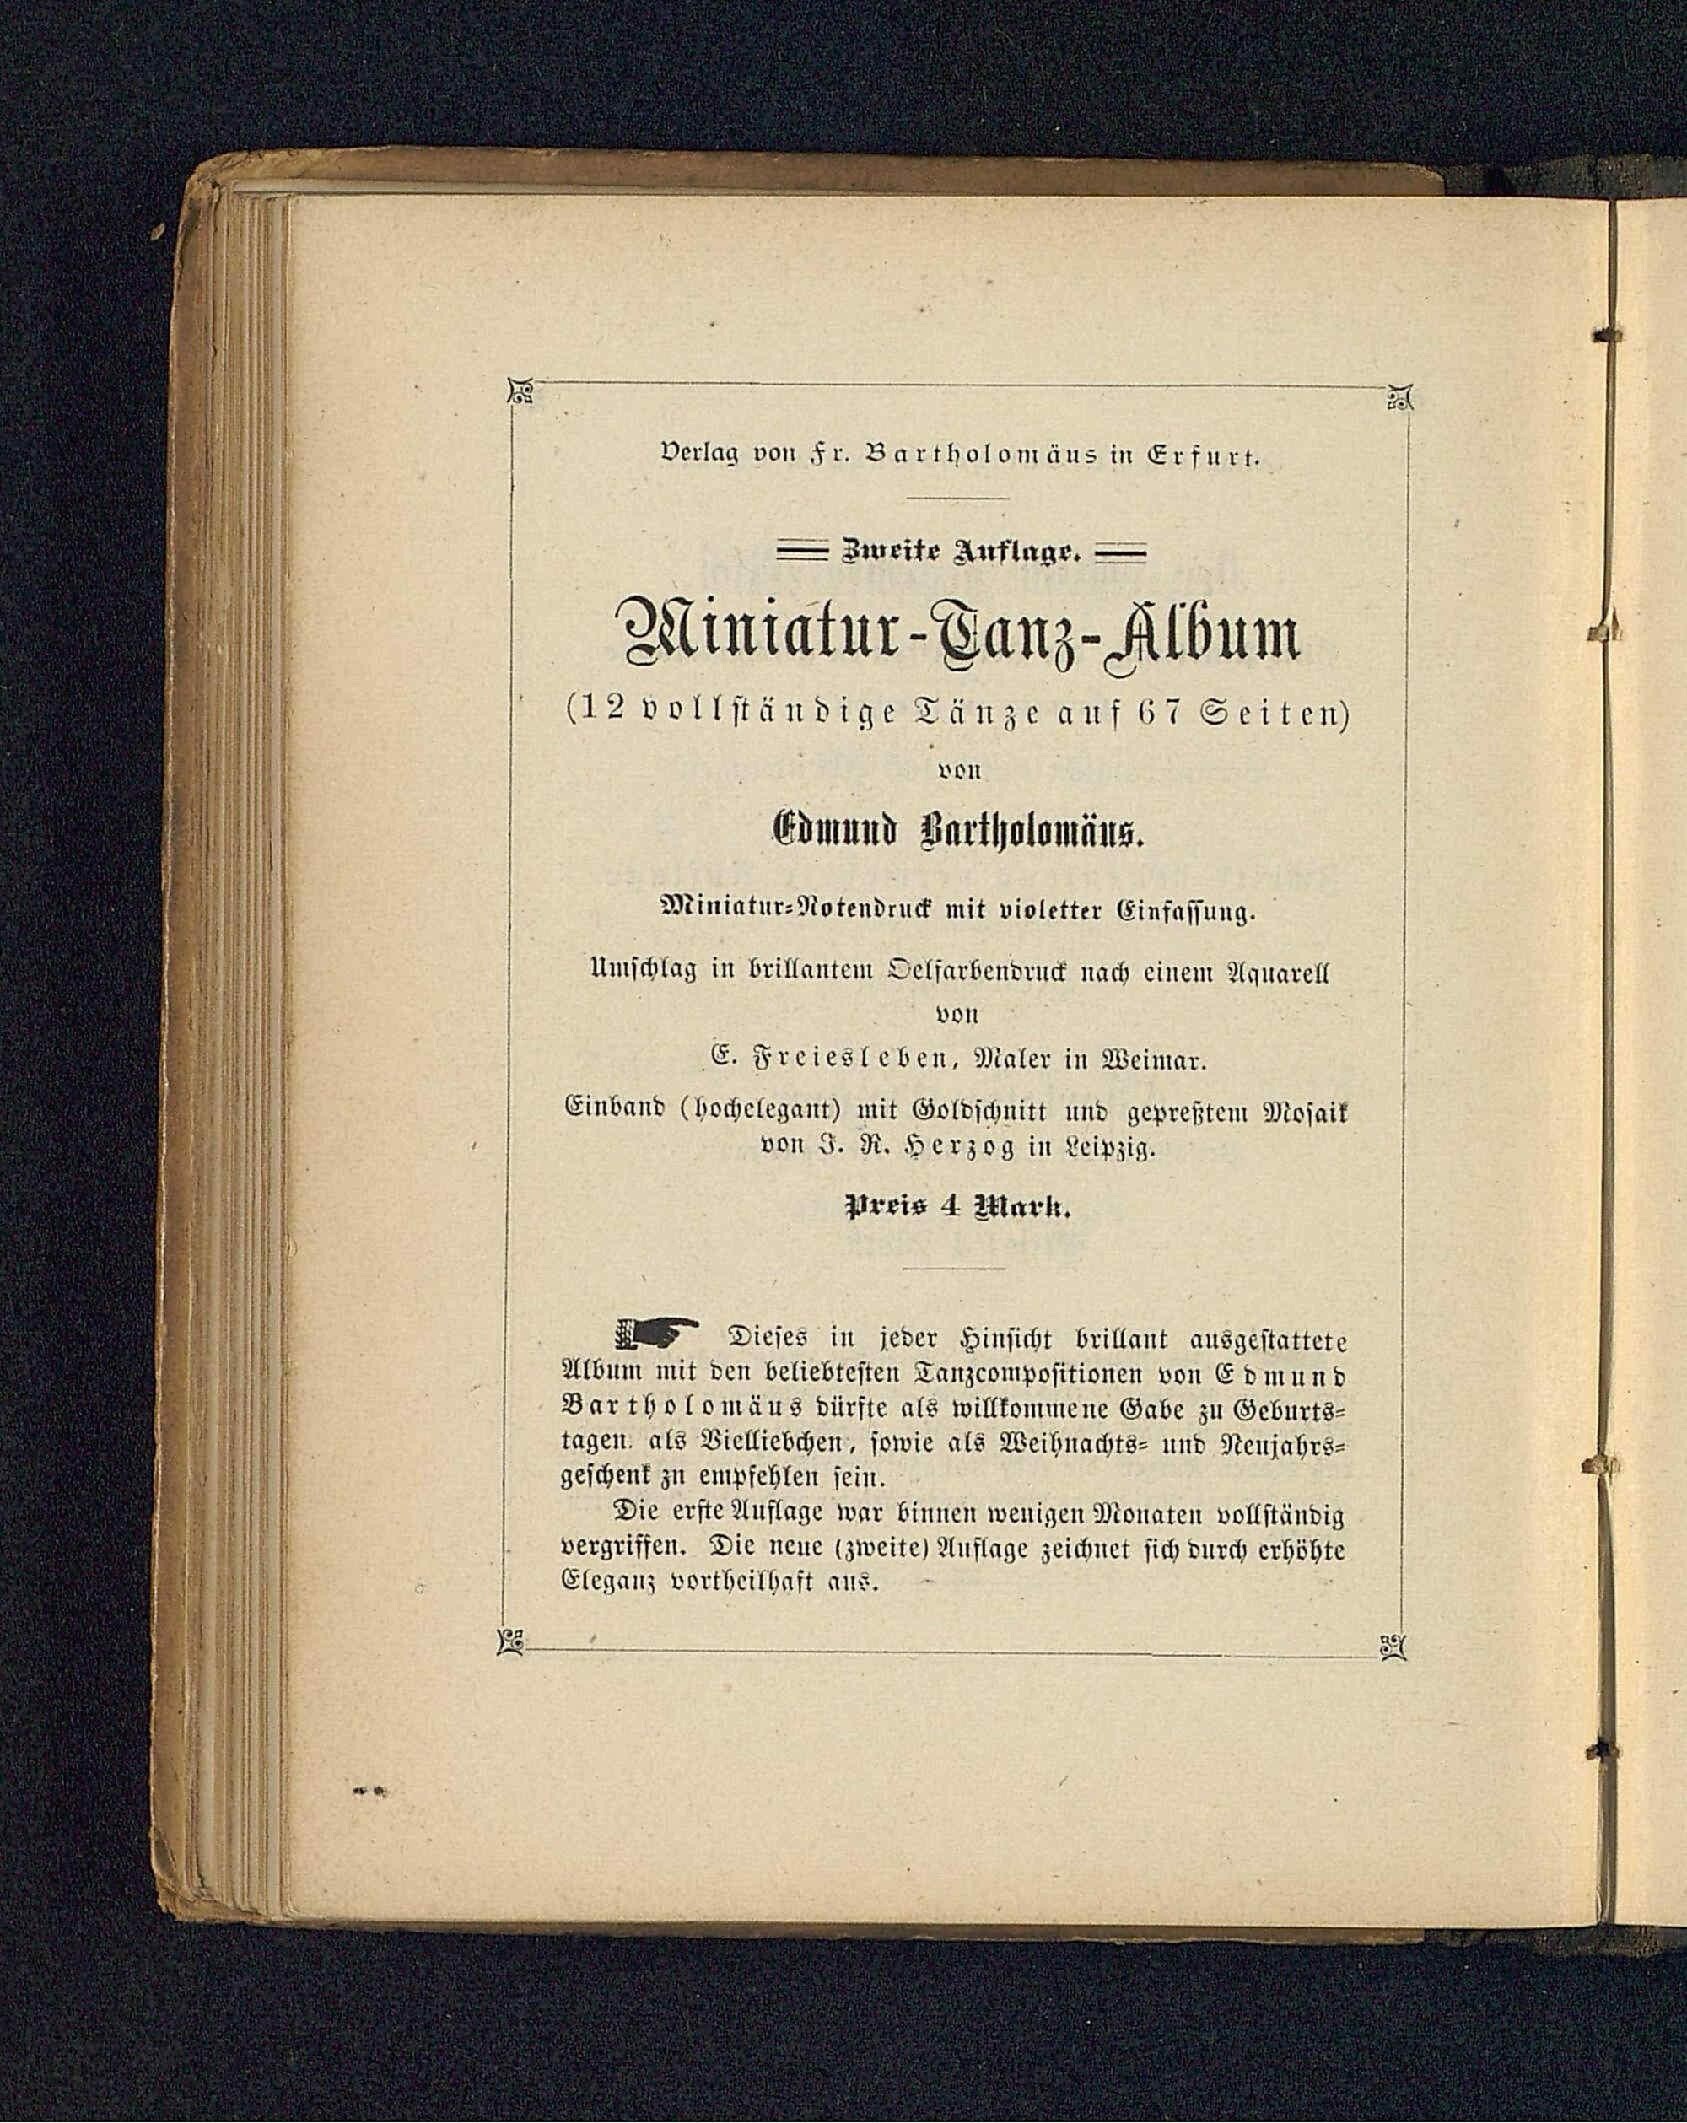 Verlag von Fr. Bartholomäus in Erfurt.
Zweite Auflage.
Miniatur-Tanz-Album
(12 vollständige Tänze auf 67 Seiten)
von
Edmund Bartholomäus.
Miniatur-Notendruck mit violetter Einfassung.
Umschlag in brillantem Oelfarbendruck nach einem Aquarell
von
E. Freiesleben, Maler in Weimar.
Einband (hochelegant) mit Goldschnitt und gepreßtem Mosaik
von J. R. Herzog in Leipzig.
Preis 4 Mark.
Dieses in jeder Hinsicht brillant ausgestattete
Album mit den beliebtesten Tanzcompositionen von Edmund
Bartholomäus dürfte als willkommene Gabe zu Geburts-
tagen, als Vielliebchen, sowie als Weihnachts- und Neujahrs-
geschenk zu empfehlen sein.
Die erste Auflage war binnen wenigen Monaten vollständig
vergriffen. Die neue (zweite) Auflage zeichnet sich durch erhöhte
Eleganz vortheilhaft aus.